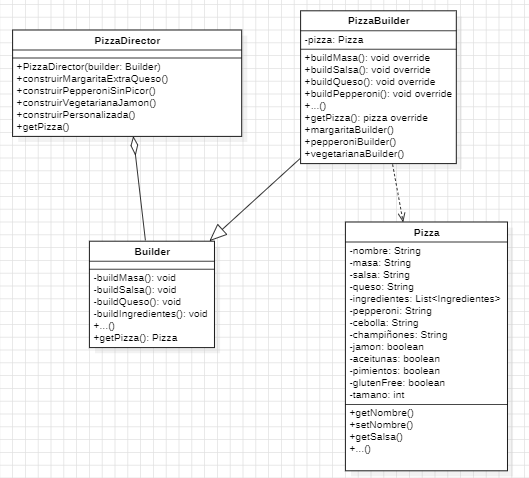 PizzaDirector
+PizzaDirector(builder: Builder)
+construirMargaritaExtraQueso()
+construirPepperoniSinPicor()
+construirVegetarianaJamon()
+construirPersonalizada()
+getPizza()
PizzaBuilder
-pizza: Pizza
+buildMasa(): void override
+buildSalsa(): void override
+buildQueso(): void override
+buildPepperoni(): void override
+...()
+getPizza(): pizza override
+margaritaBuilder()
+pepperoniBuilder()
+vegetarianaBuilder()
Builder
-buildMasa(): void
-buildSalsa(): void
-buildQueso(): void
-buildIngredientes(): void
+...()
+getPizza(): Pizza
Pizza
-nombre: String
-masa: String
-salsa: String
-queso: String
-ingredientes: List<Ingredientes>
-pepperoni: String
-cebolla: String
-champiñones: String
-jamon: boolean
-aceitunas: boolean
-pimientos: boolean
-glutenFree: boolean
-tamano: int
+getNombre()
+setNombre()
+getSalsa()
+...()